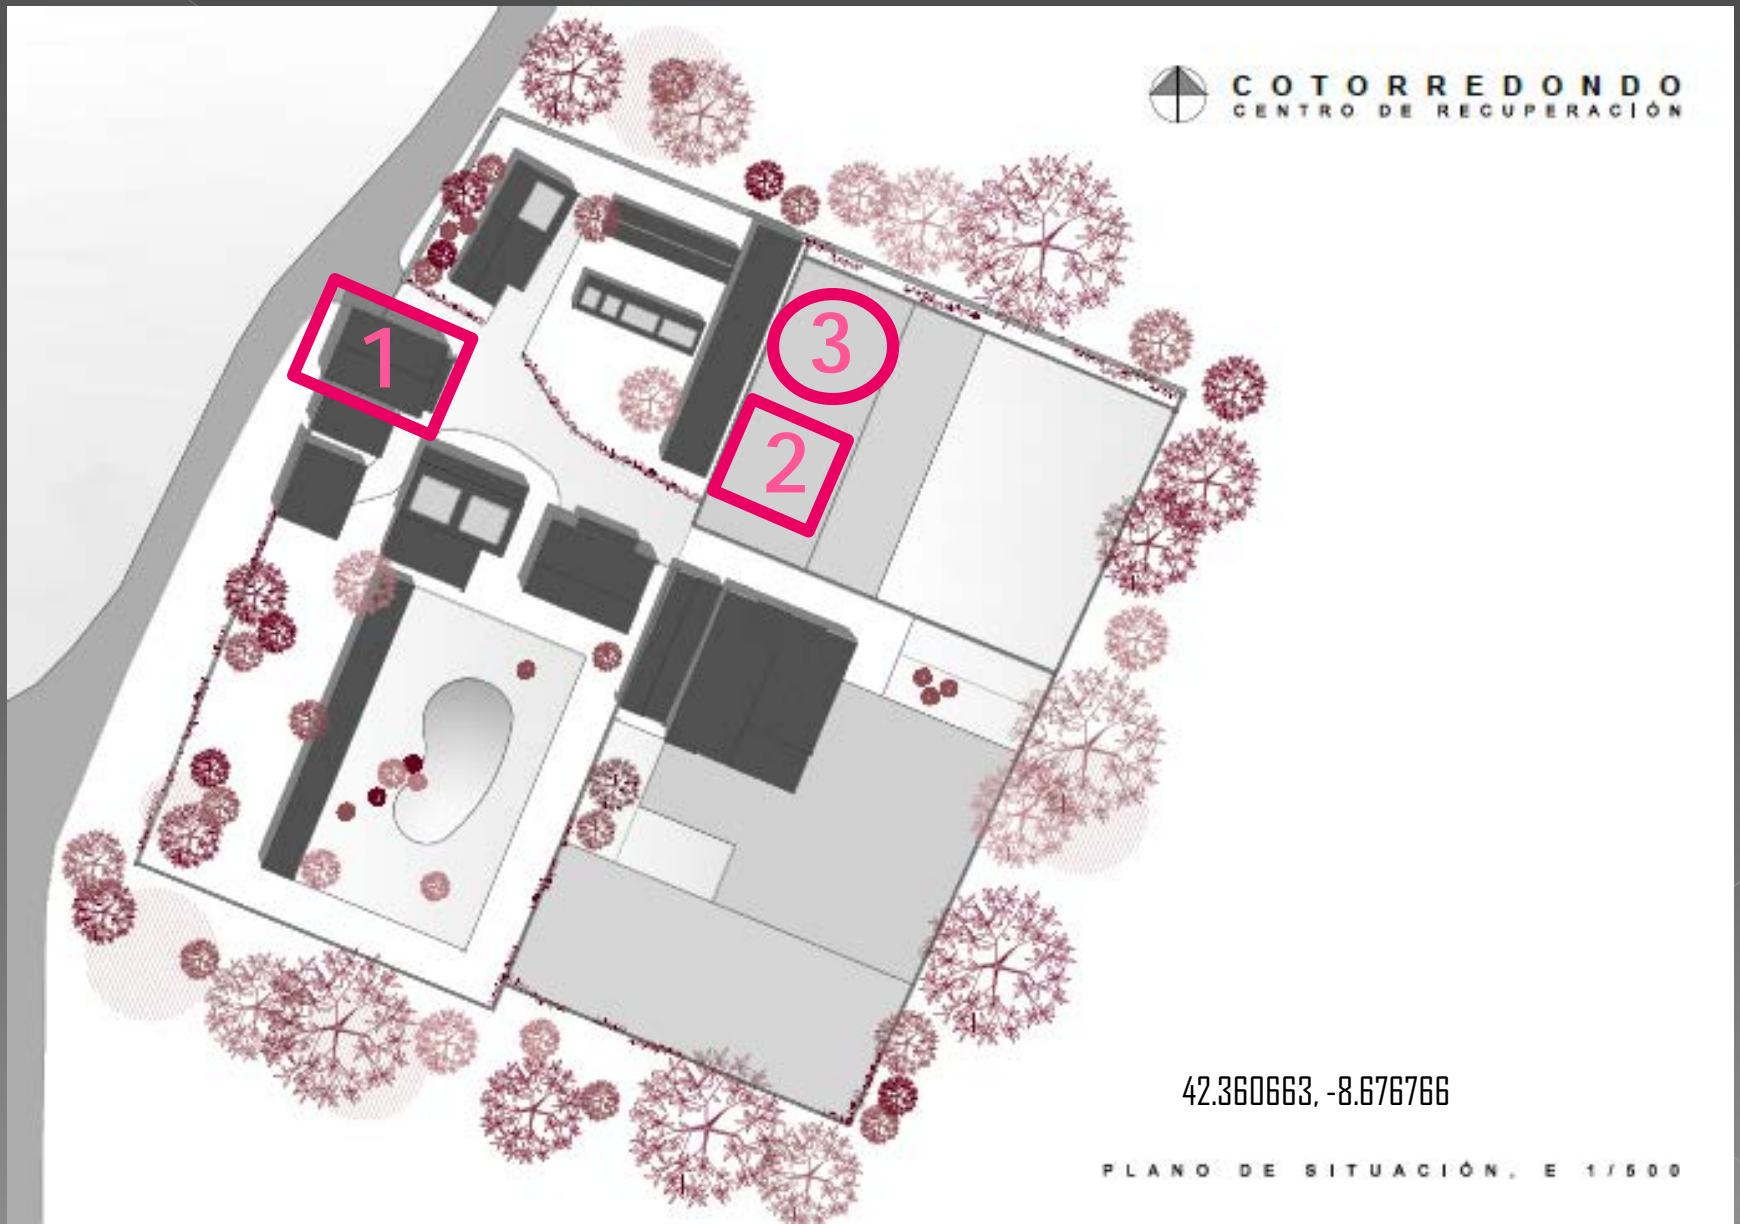 COTORREDONDO
CENTRO DE RECUPERACIÓN
1
3
2
42.360663, -8.676766
PLANO DE SITUACIÓN, E 1/500